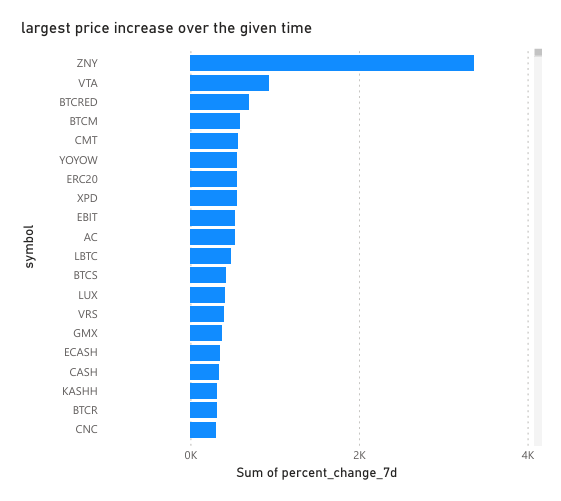 largest price increase over the given time
symbol
ZNY
VTA
BTCRED
BTCM
CMT
YOYOW
ERC20
XPD
EBIT
AC
LBTC
BTCS
LUX
VRS
GMX
ECASH
CASH
KASHH
BTCR
CNC
0K 2K 4K
Sum of percent_change_7d